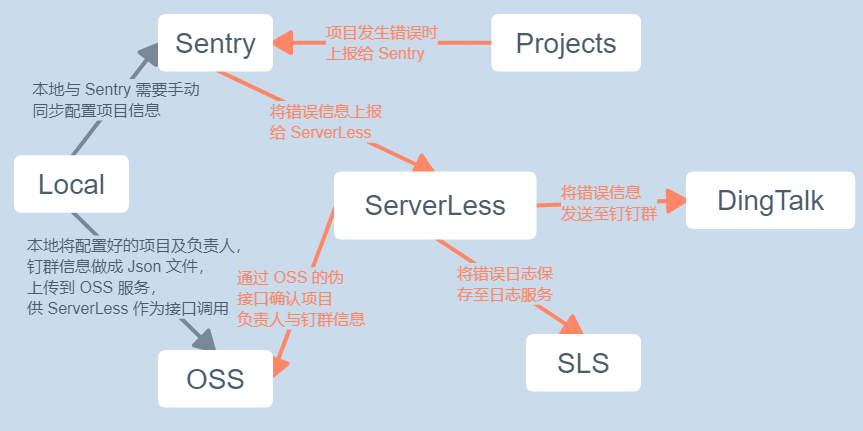 Sentry
项目发生错误时
上报给 Sentry
Projects
本地与 Sentry 需要手动
同步配置项目信息
将错误信息上报
给 ServerLess
Local
ServerLess
将错误信息
发送至钉钉群
DingTalk
本地将配置好的项目及负责人,
钉群信息做成 Json 文件,
上传到 OSS 服务,
供 ServerLess 作为接口调用
通过 OSS 的伪
接口确认项目
负责人与钉群信息
将错误日志保
存至日志服务
OSS
SLS